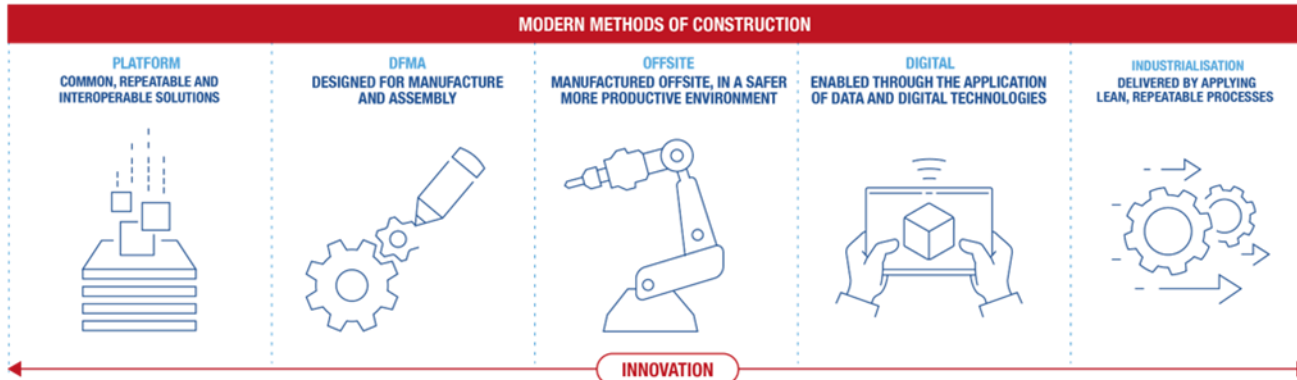 MODERN METHODS OF CONSTRUCTION
PLATFORM
COMMON, REPEATABLE AND
INTEROPERABLE SOLUTIONS
DFMA
DESIGNED FOR MANUFACTURE
AND ASSEMBLY
OFFSITE
MANUFACTURED OFFSITE, IN A SAFER
MORE PRODUCTIVE ENVIRONMENT
DIGITAL
ENABLED THROUGH THE APPLICATION
OF DATA AND DIGITAL TECHNOLOGIES
INDUSTRIALISATION
DELIVERED BY APPLYING
LEAN, REPEATABLE PROCESSES
INNOVATION